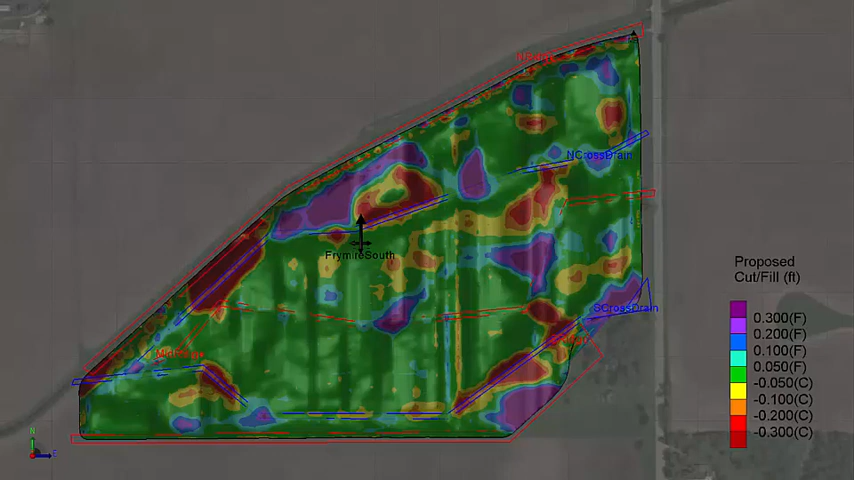 NCrossDrain
FrymireSouth
Proposed
Cut/Fill (ft)
SCrossDrain
0.300(F)
0.200(F)
0.100(F)
0.050(F)
-0.050(C)
-0.100(C)
-0.200(C)
-0.300(C)
N
E